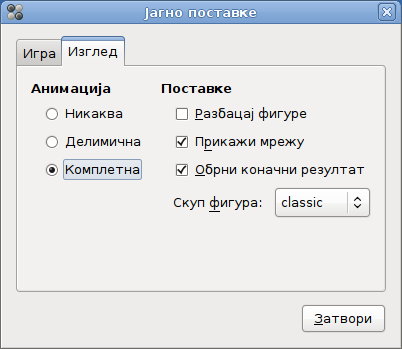 Јагно поставке
Игра
Изглед
Анимација
Никаква
Делимична
Комплетна
Поставке
Разбацај фигуре
Прикажи мрежу
Обрни коначни резултат
Скуп фигура: classic
Затвори